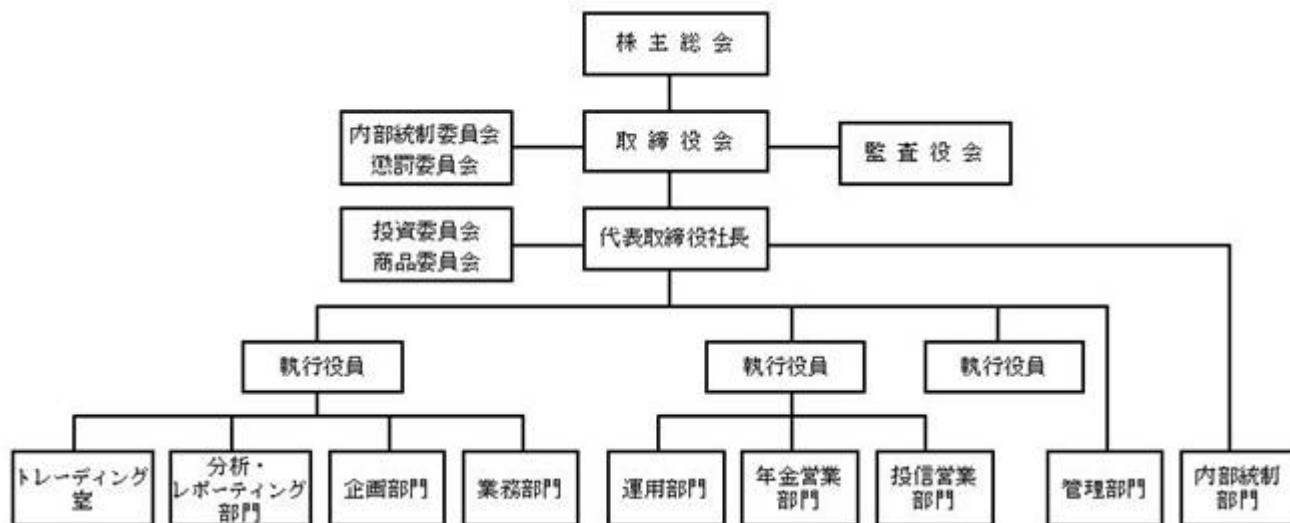 株主総会
内部統制委員会
懲罰委員会
取締役会
監査役会
投資委員会
商品委員会
代表取締役社長
執行役員
執行役員
執行役員
トレーディング
室
分析・
レポーティング
部門
企画部門
業務部門
運用部門
年金営業
部門
投信営業
部門
管理部門
内部統制
部門